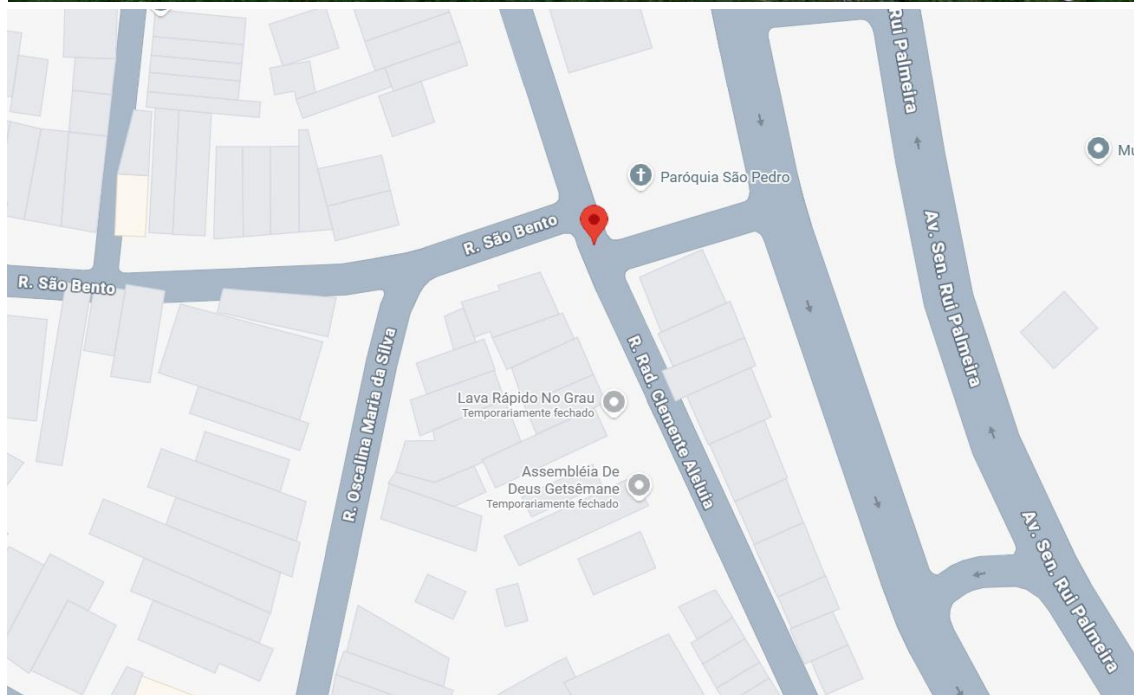 Rui Palmeira
Mu
Paróquia São Pedro
R. São Bento
Av. Sen. Rui Palmeira
R. São Bento
R. Oscalina Maria da Silva
R. Rad. Clemente Aleluia
Lava Rápido No Grau
Temporariamente fechado
Assembléia De
Deus Getsêmane
Temporariamente fechado
Av. Sen. Rui Palmeira